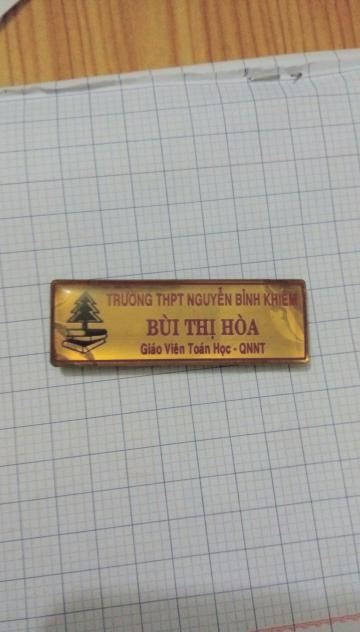 TRƯỜNG THPT NGUYỄN BỈNH KHIÊM
BÙI THỊ HÒA
Giáo Viên Toán Học - QNNT